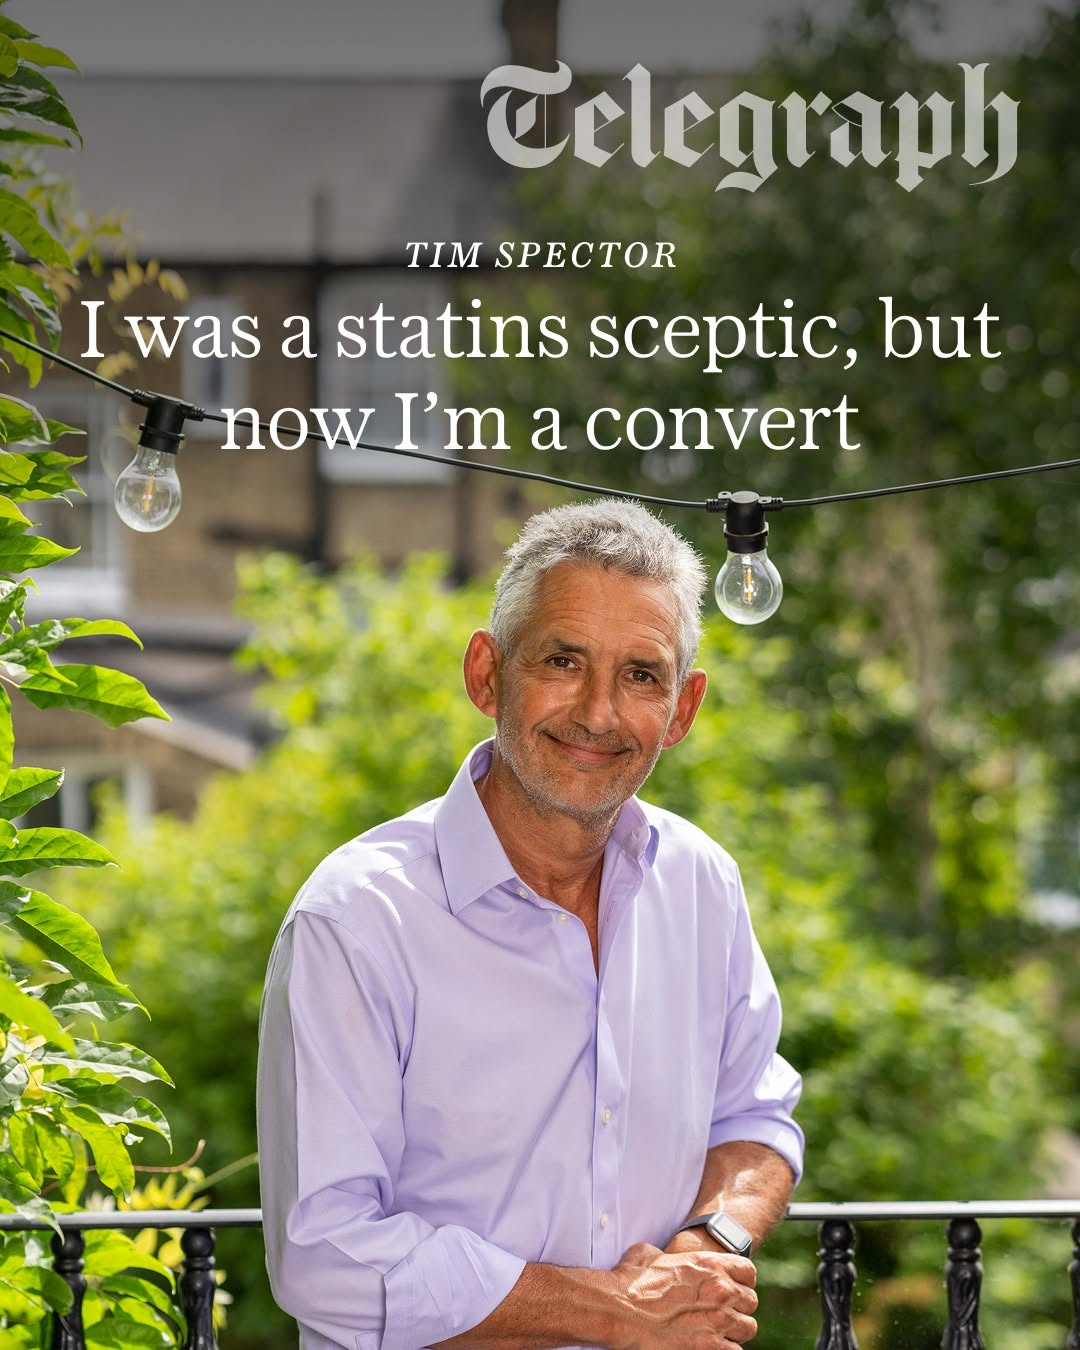 Telegraph
TIM SPECTOR
I was a statins sceptic, but
now I’m a convert